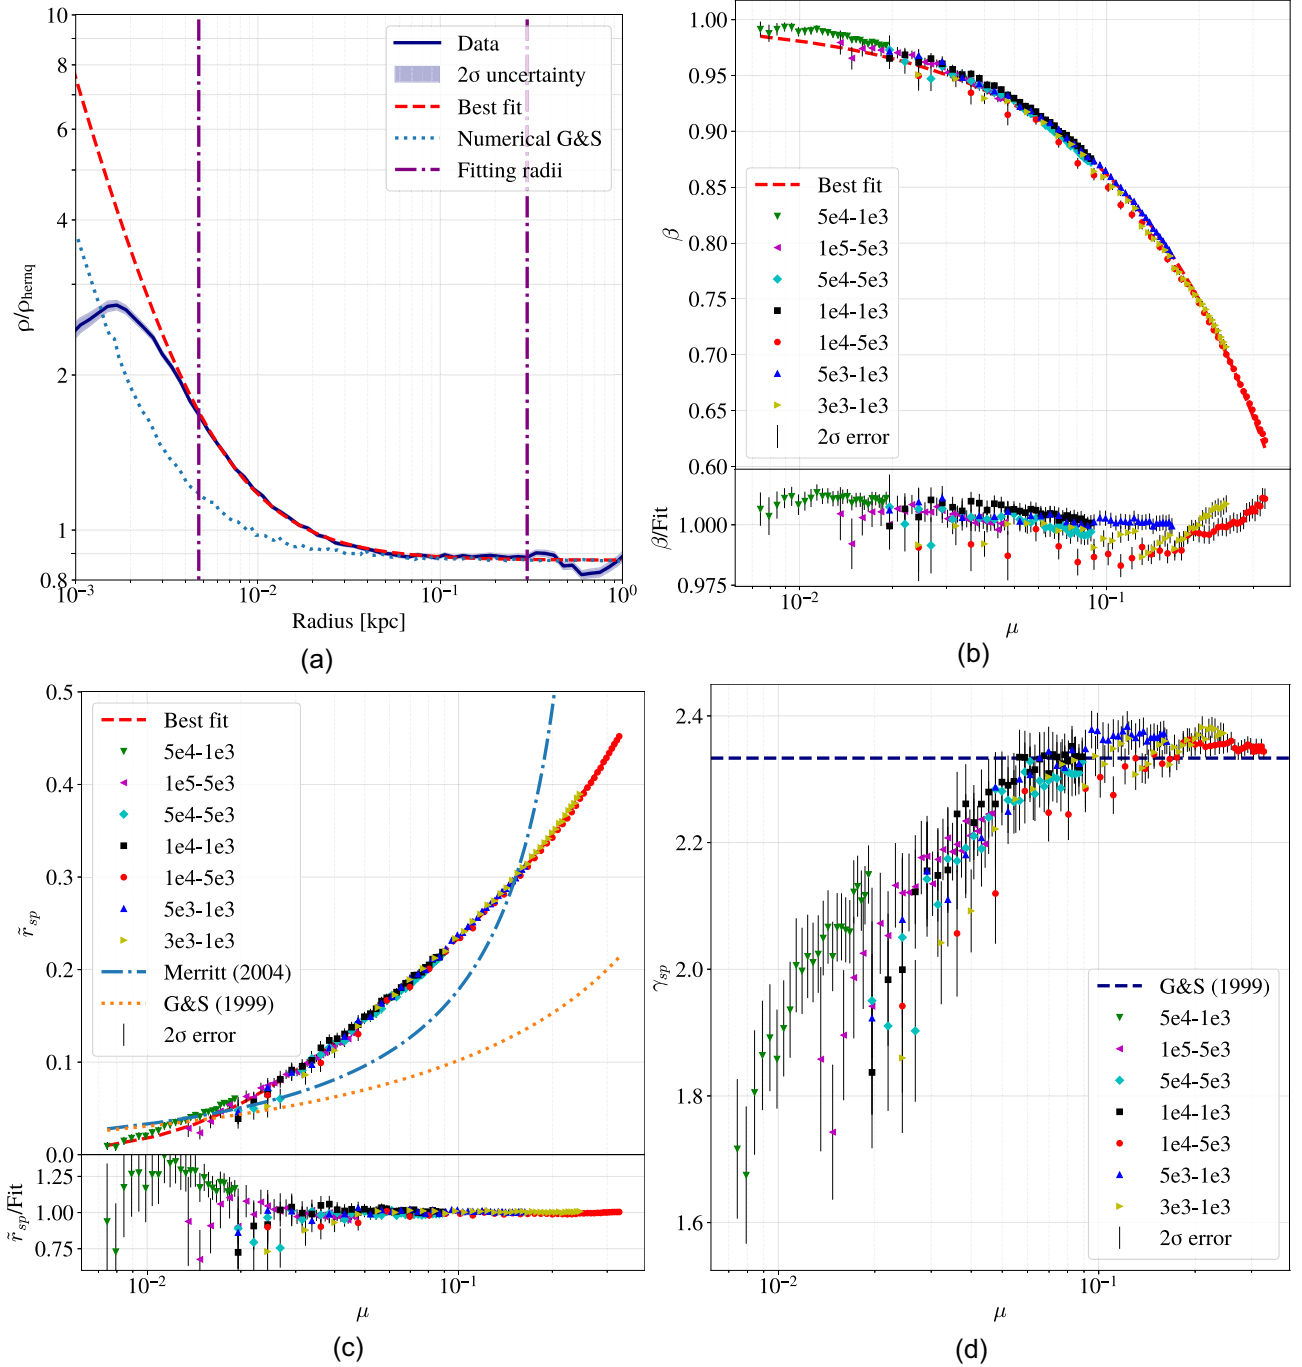 10
8
6
4
2
1
0.8
ρ/ρhernq
Data
2σ uncertainty
Best fit
Numerical G&S
Fitting radii
10⁻³
10⁻²
10⁻¹
10⁰
Radius [kpc]
(a)
1.00
0.95
0.90
0.85
0.80
0.75
0.70
0.65
0.60
β
Best fit
5e4-1e3
1e5-5e3
5e4-5e3
1e4-1e3
1e4-5e3
5e3-1e3
3e3-1e3
2σ error
1.000
0.975
β/Fit
10⁻²
10⁻¹
μ
(b)
0.5
0.4
0.3
0.2
0.1
0.0
r̃sp
Best fit
5e4-1e3
1e5-5e3
5e4-5e3
1e4-1e3
1e4-5e3
5e3-1e3
3e3-1e3
Merritt (2004)
G&S (1999)
2σ error
1.25
1.00
0.75
r̃sp/Fit
10⁻²
10⁻¹
μ
(c)
2.4
2.2
2.0
1.8
1.6
γsp
G&S (1999)
5e4-1e3
1e5-5e3
5e4-5e3
1e4-1e3
1e4-5e3
5e3-1e3
3e3-1e3
2σ error
10⁻²
10⁻¹
μ
(d)